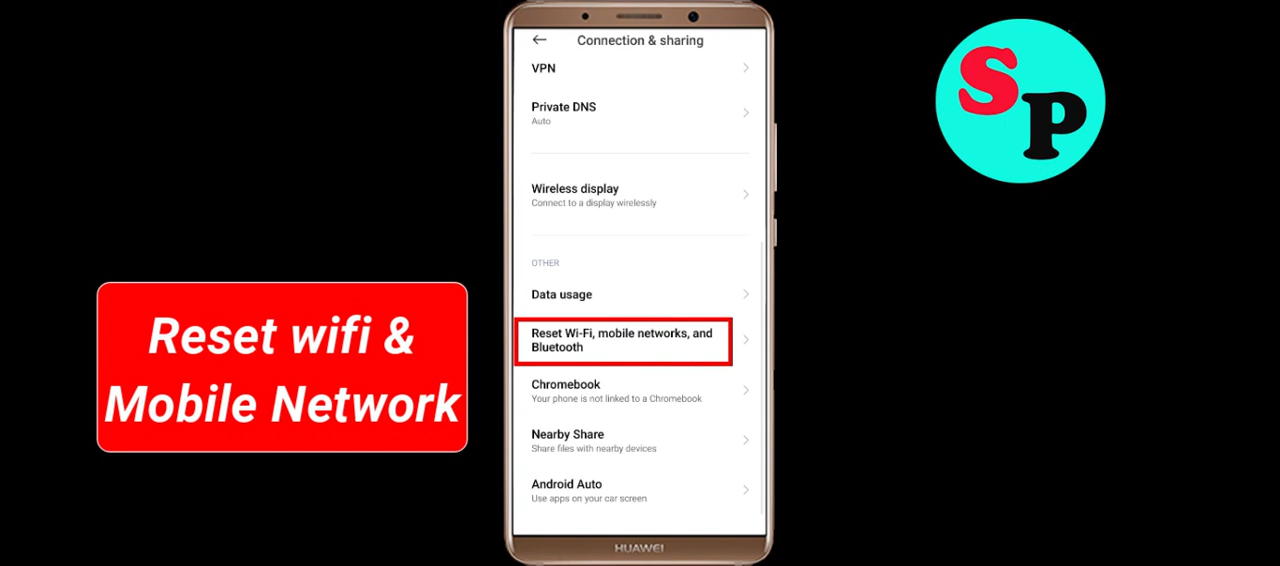 Connection & sharing
VPN
Private DNS
Auto
Wireless display
Connect to a display wirelessly
OTHER
Data usage
Reset Wi-Fi, mobile networks, and
Bluetooth
Chromebook
Your phone is not linked to a Chromebook
Nearby Share
Share files with nearby devices
Android Auto
Use apps on your car screen
HUAWEI
Reset wifi &
Mobile Network
SP